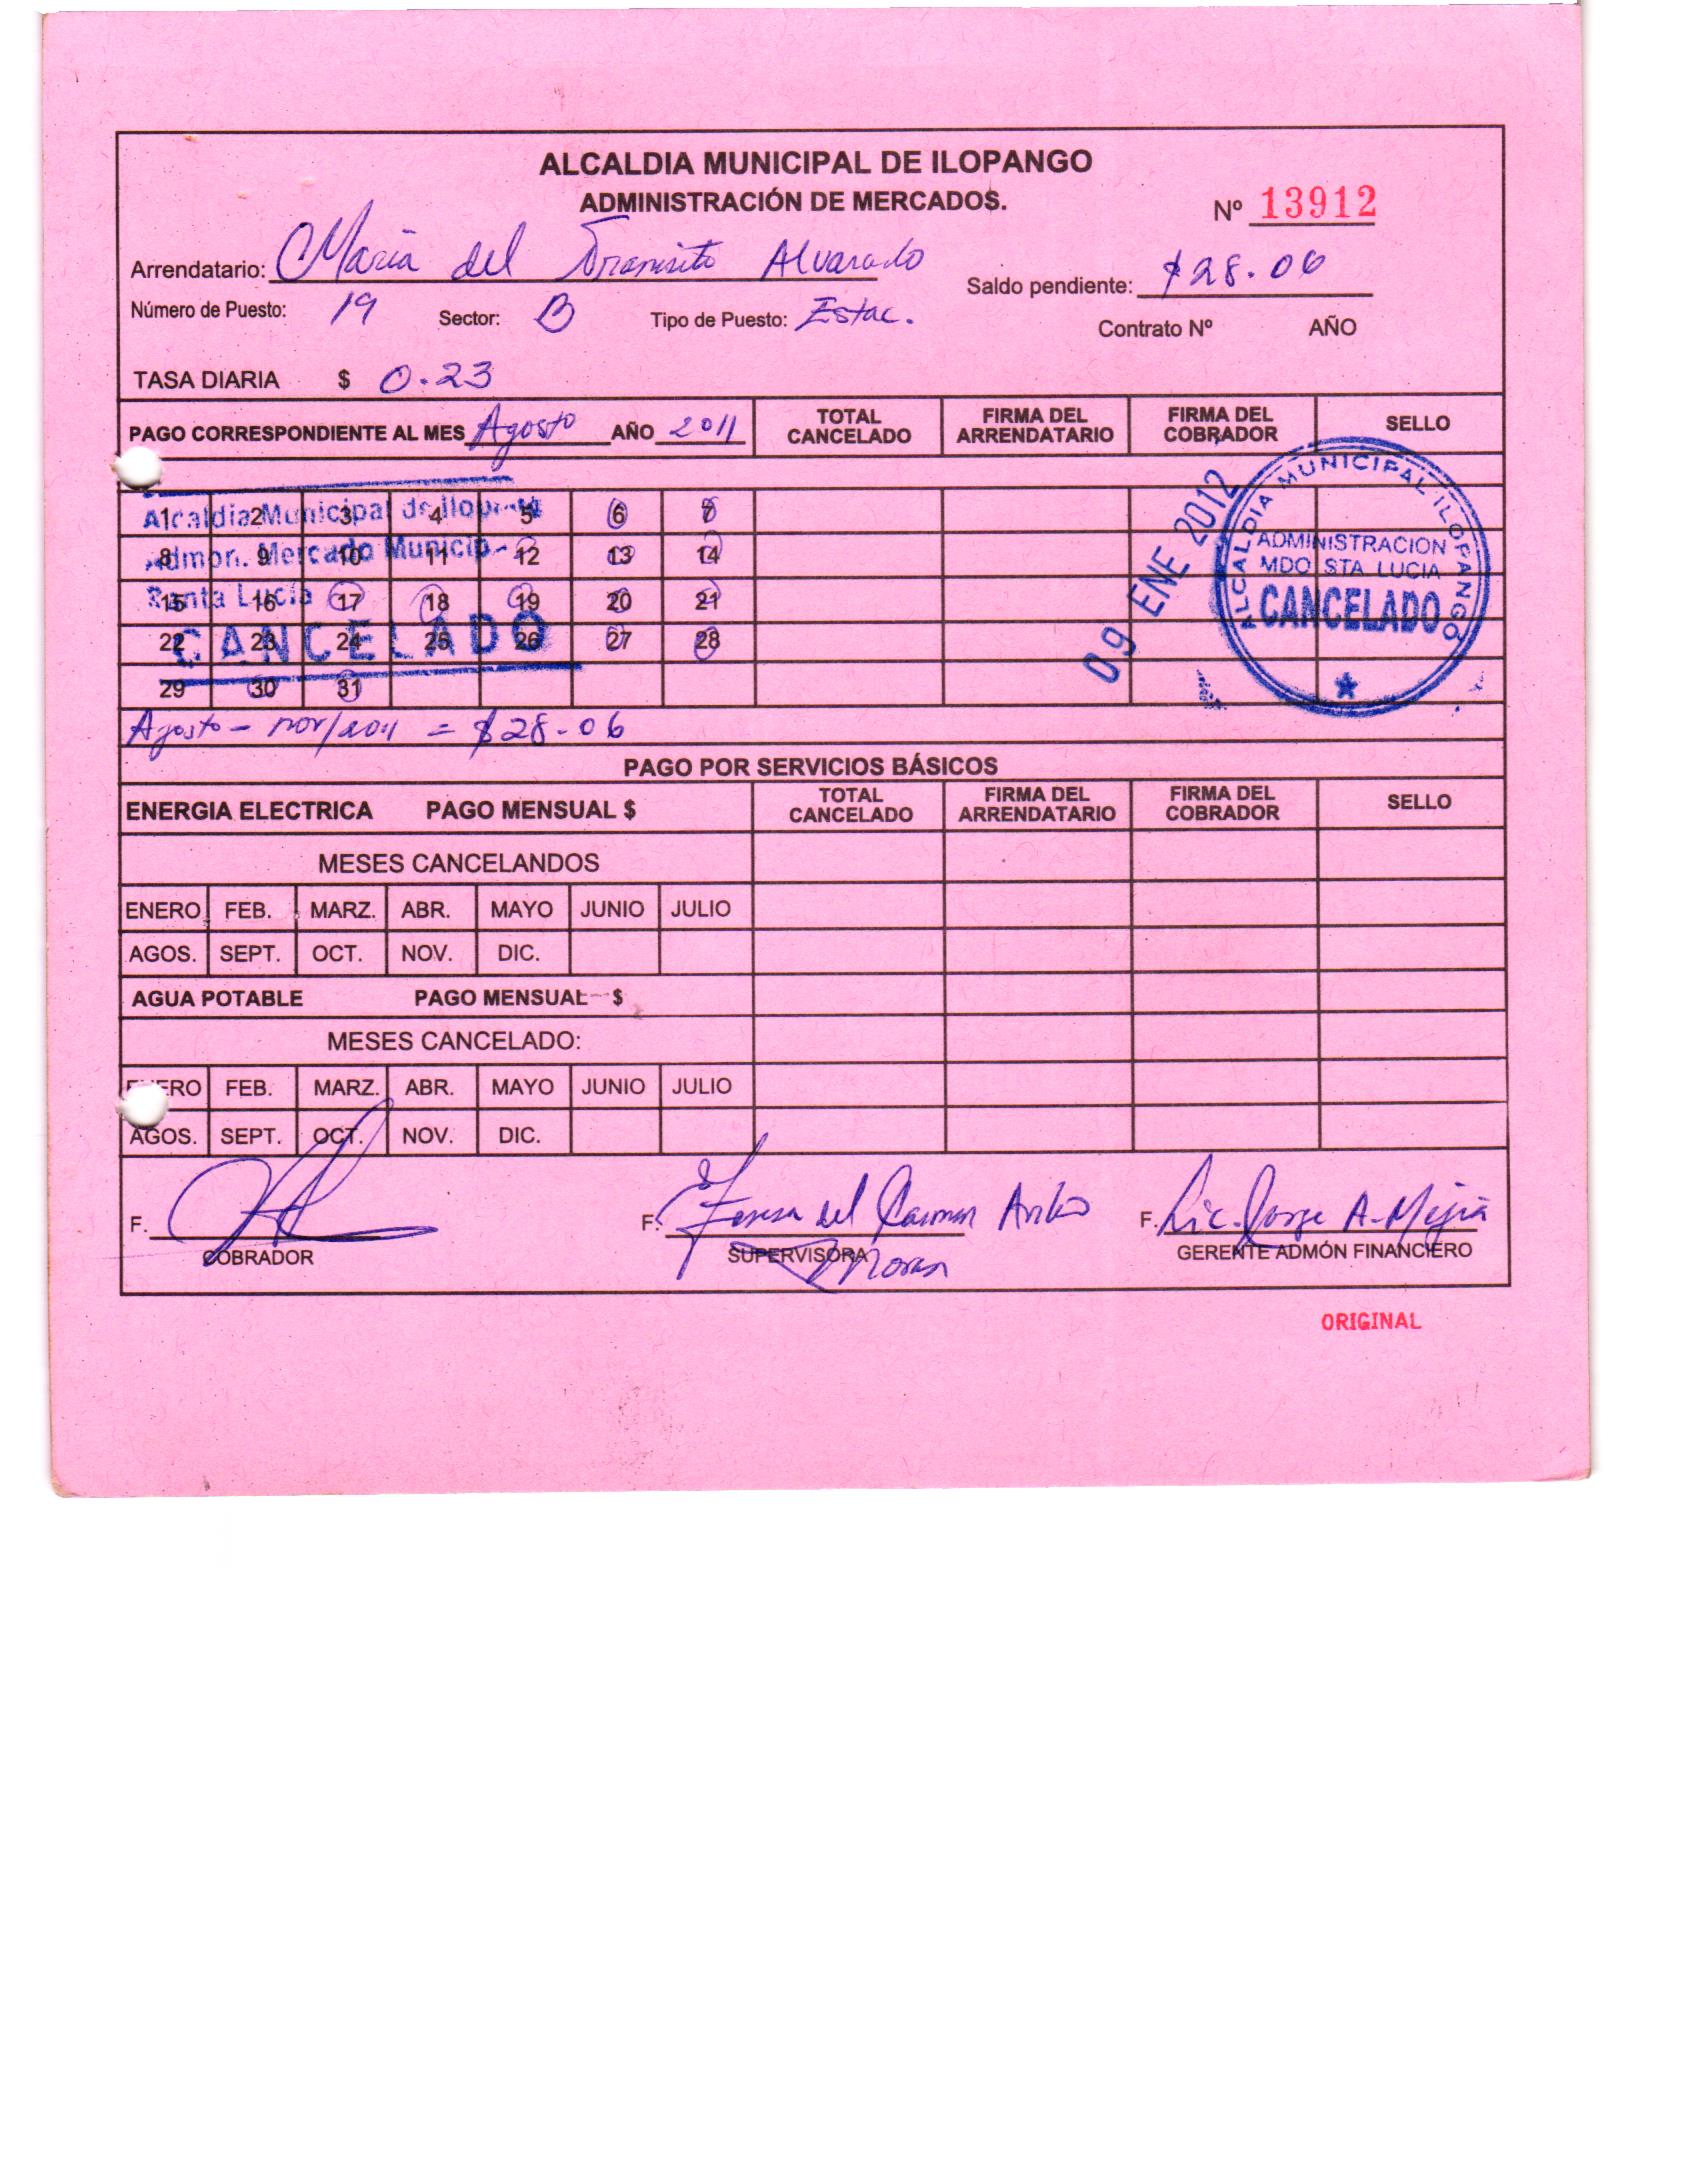 ALCALDIA MUNICIPAL DE ILOPANGO
ADMINISTRACIÓN DE MERCADOS.
Nº 13912
Arrendatario: Maria del Transito Alvarado
Saldo pendiente: $28.06
Número de Puesto: 19 Sector: B Tipo de Puesto: Estac.
Contrato Nº AÑO
TASA DIARIA $ 0.23
PAGO CORRESPONDIENTE AL MES Agosto AÑO 2011
TOTAL CANCELADO FIRMA DEL ARRENDATARIO FIRMA DEL COBRADOR SELLO
1 2 3 4 5 6 7
8 9 10 11 12 13 14
15 16 17 18 19 20 21
22 23 24 25 26 27 28
29 30 31
Alcaldia Municipal de Ilopango
Admon. Mercado Municip
Santa Lucia
CANCELADO
09 ENE 2012
ALCALDIA MUNICIPAL ILOPANGO
ADMINISTRACION
MDO STA LUCIA
CANCELADO
Agosto - nov/2011 = $28.06
PAGO POR SERVICIOS BÁSICOS
ENERGIA ELECTRICA PAGO MENSUAL $
TOTAL CANCELADO FIRMA DEL ARRENDATARIO FIRMA DEL COBRADOR SELLO
MESES CANCELANDOS
ENERO FEB. MARZ. ABR. MAYO JUNIO JULIO
AGOS. SEPT. OCT. NOV. DIC.
AGUA POTABLE PAGO MENSUAL $
MESES CANCELADO:
ENERO FEB. MARZ. ABR. MAYO JUNIO JULIO
AGOS. SEPT. OCT. NOV. DIC.
F. F. Teresa del Carmen F. Lic. Jorge A. Mejia
COBRADOR SUPERVISORA GERENTE ADMÓN FINANCIERO
ORIGINAL